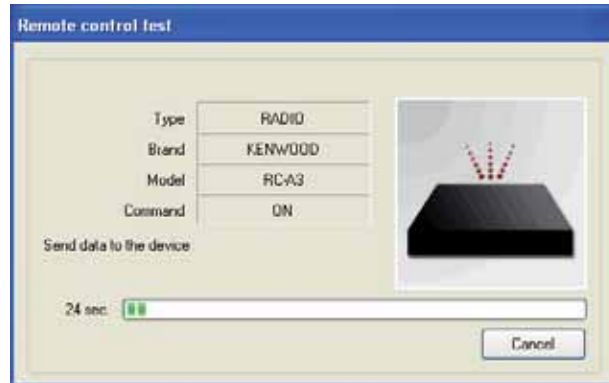 Remote control test
Type RADIO
Brand KENWOOD
Model RC-A3
Command ON
Send data to the device
24 sec.
Cancel